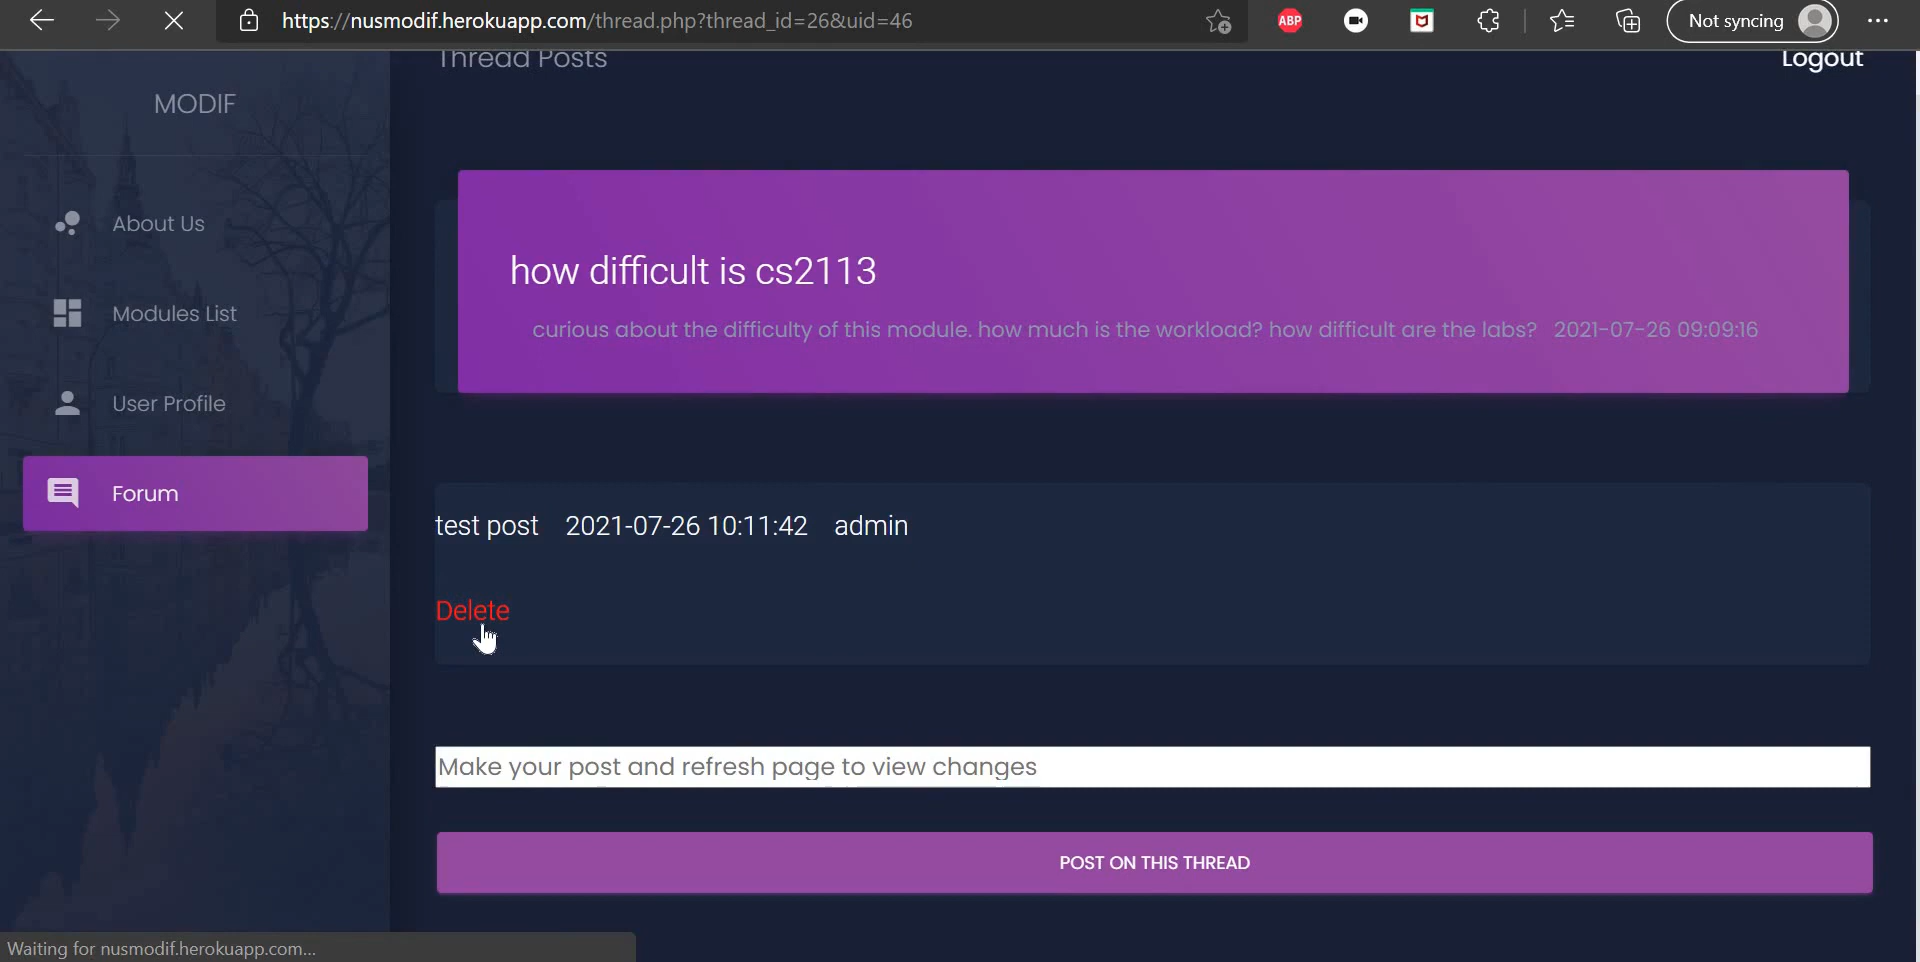 https://nusmodif.herokuapp.com/thread.php?thread_id=26&uid=46
ABP
Not syncing
Thread Posts
Logout
MODIF
About Us
Modules List
User Profile
Forum
how difficult is cs2113
curious about the difficulty of this module. how much is the workload? how difficult are the labs? 2021-07-26 09:09:16
test post 2021-07-26 10:11:42 admin
Delete
Make your post and refresh page to view changes
POST ON THIS THREAD
Waiting for nusmodif.herokuapp.com...